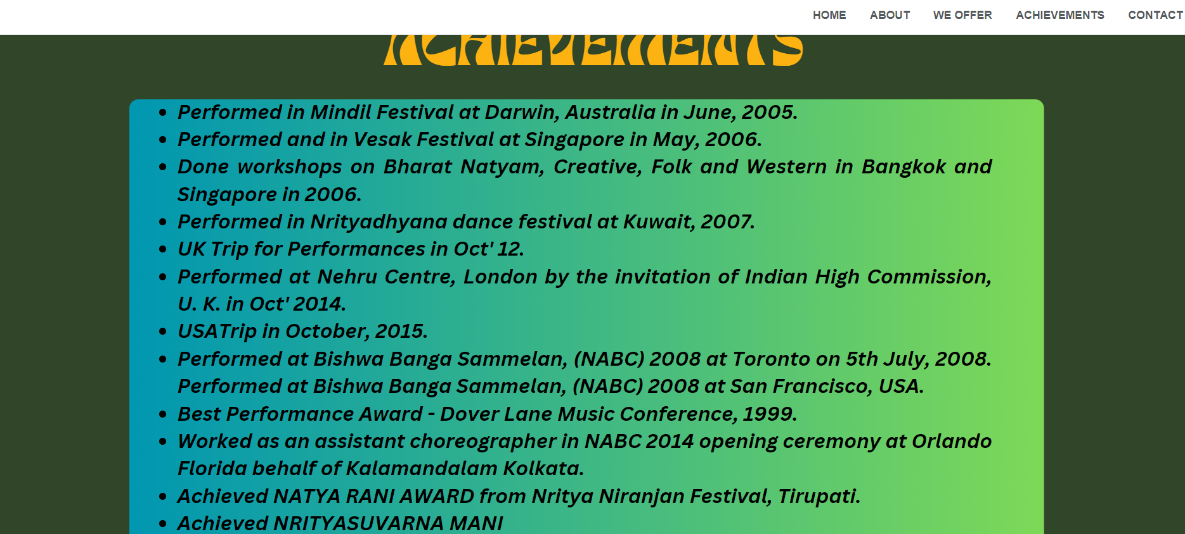 HOME ABOUT WE OFFER ACHIEVEMENTS CONTACT
ACHIEVEMENTS
• Performed in Mindil Festival at Darwin, Australia in June, 2005.
• Performed and in Vesak Festival at Singapore in May, 2006.
• Done workshops on Bharat Natyam, Creative, Folk and Western in Bangkok and
Singapore in 2006.
• Performed in Nrityadhyana dance festival at Kuwait, 2007.
• UK Trip for Performances in Oct' 12.
• Performed at Nehru Centre, London by the invitation of Indian High Commission,
U. K. in Oct' 2014.
• USATrip in October, 2015.
• Performed at Bishwa Banga Sammelan, (NABC) 2008 at Toronto on 5th July, 2008.
Performed at Bishwa Banga Sammelan, (NABC) 2008 at San Francisco, USA.
• Best Performance Award - Dover Lane Music Conference, 1999.
• Worked as an assistant choreographer in NABC 2014 opening ceremony at Orlando
Florida behalf of Kalamandalam Kolkata.
• Achieved NATYA RANI AWARD from Nritya Niranjan Festival, Tirupati.
• Achieved NRITYASUVARNA MANI